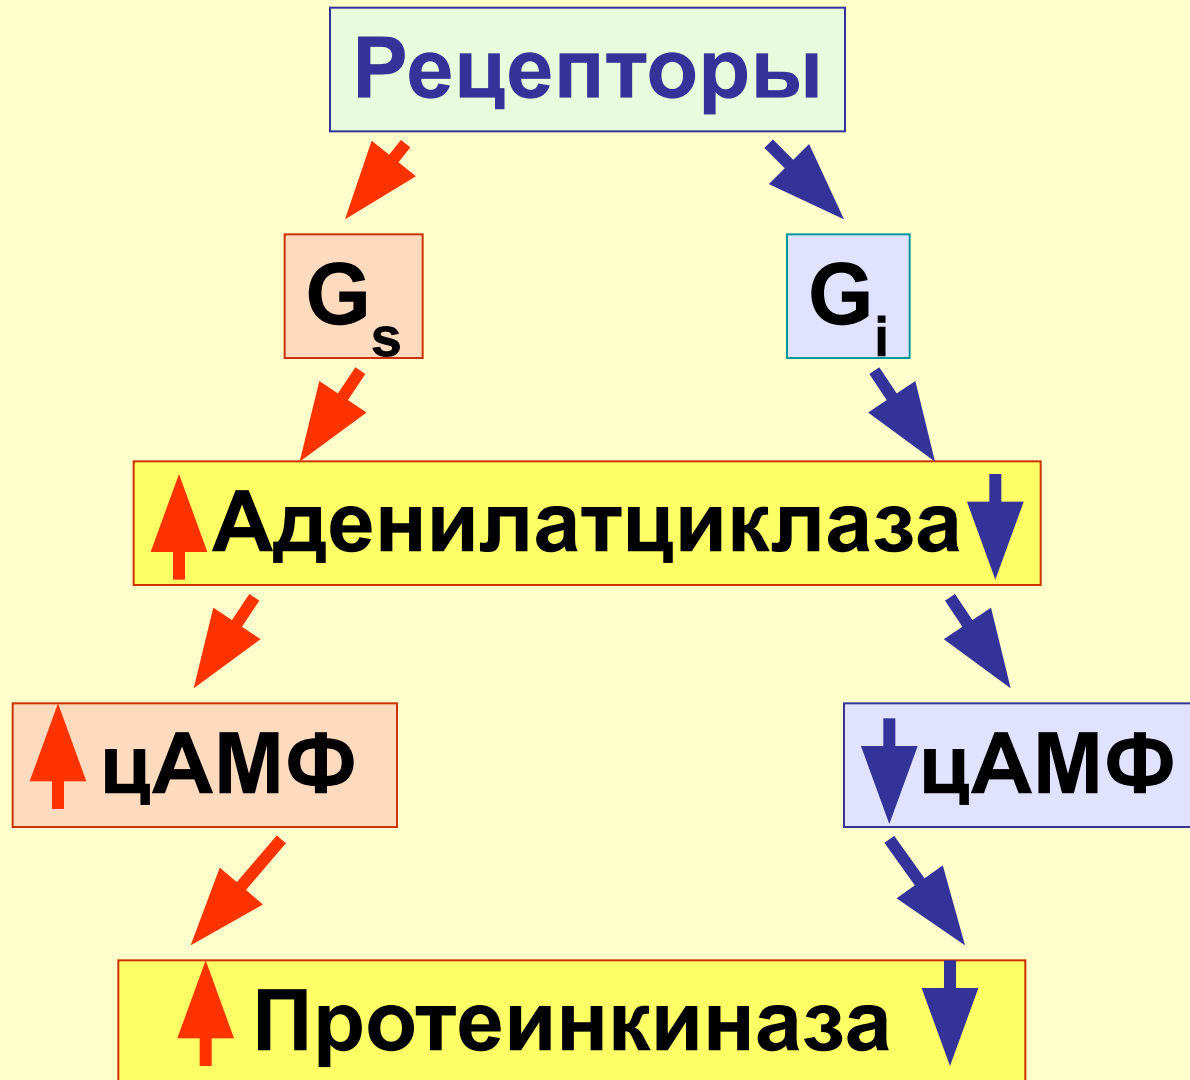 Рецепторы
Gs
Gi
Аденилатциклаза
цАМФ
цАМФ
Протеинкиназа